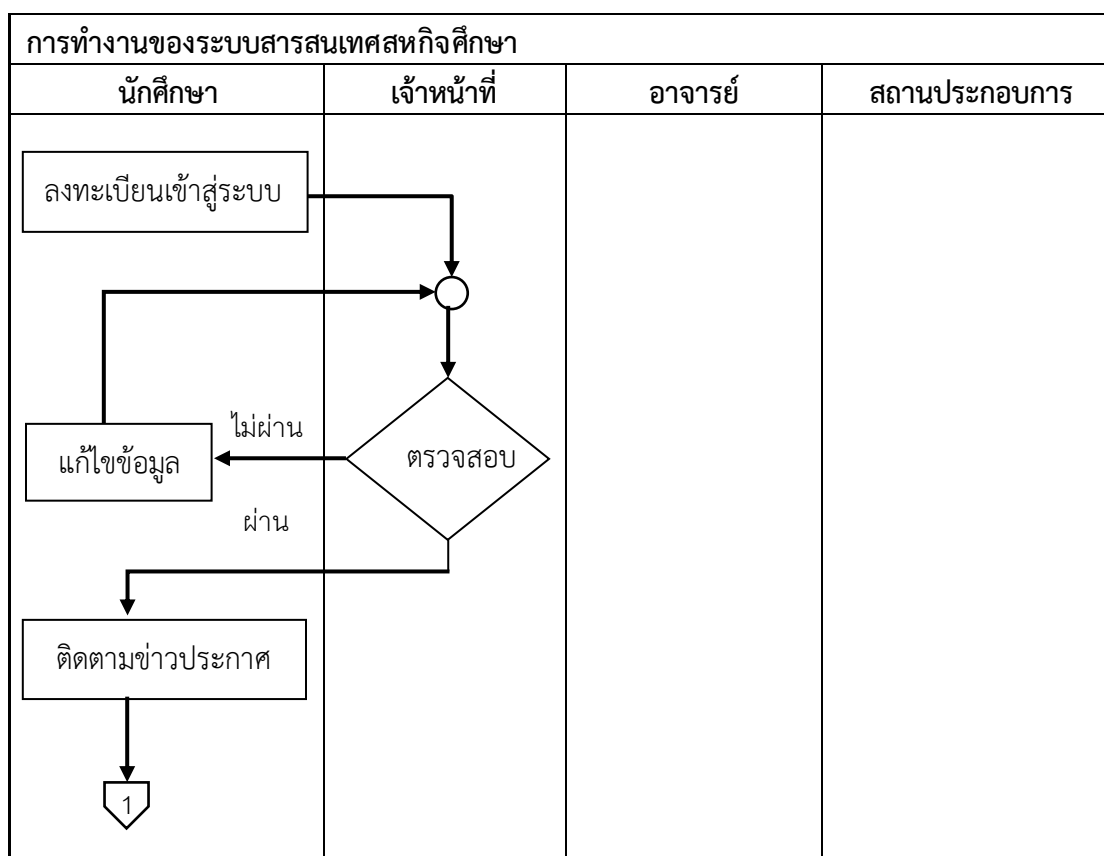 การทำงานของระบบสารสนเทศสหกิจศึกษา
นักศึกษา
เจ้าหน้าที่
อาจารย์
สถานประกอบการ
ลงทะเบียนเข้าสู่ระบบ
ไม่ผ่าน
แก้ไขข้อมูล
ตรวจสอบ
ผ่าน
ติดตามข่าวประกาศ
1